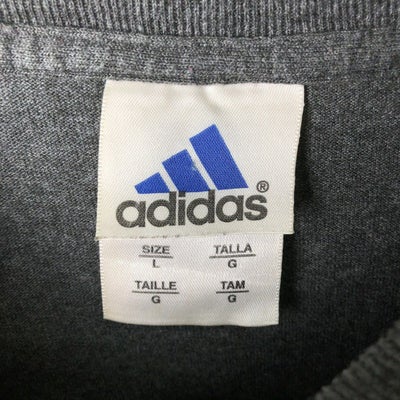 adidas®
SIZE TALLA
L G
TAILLE TAM
G G